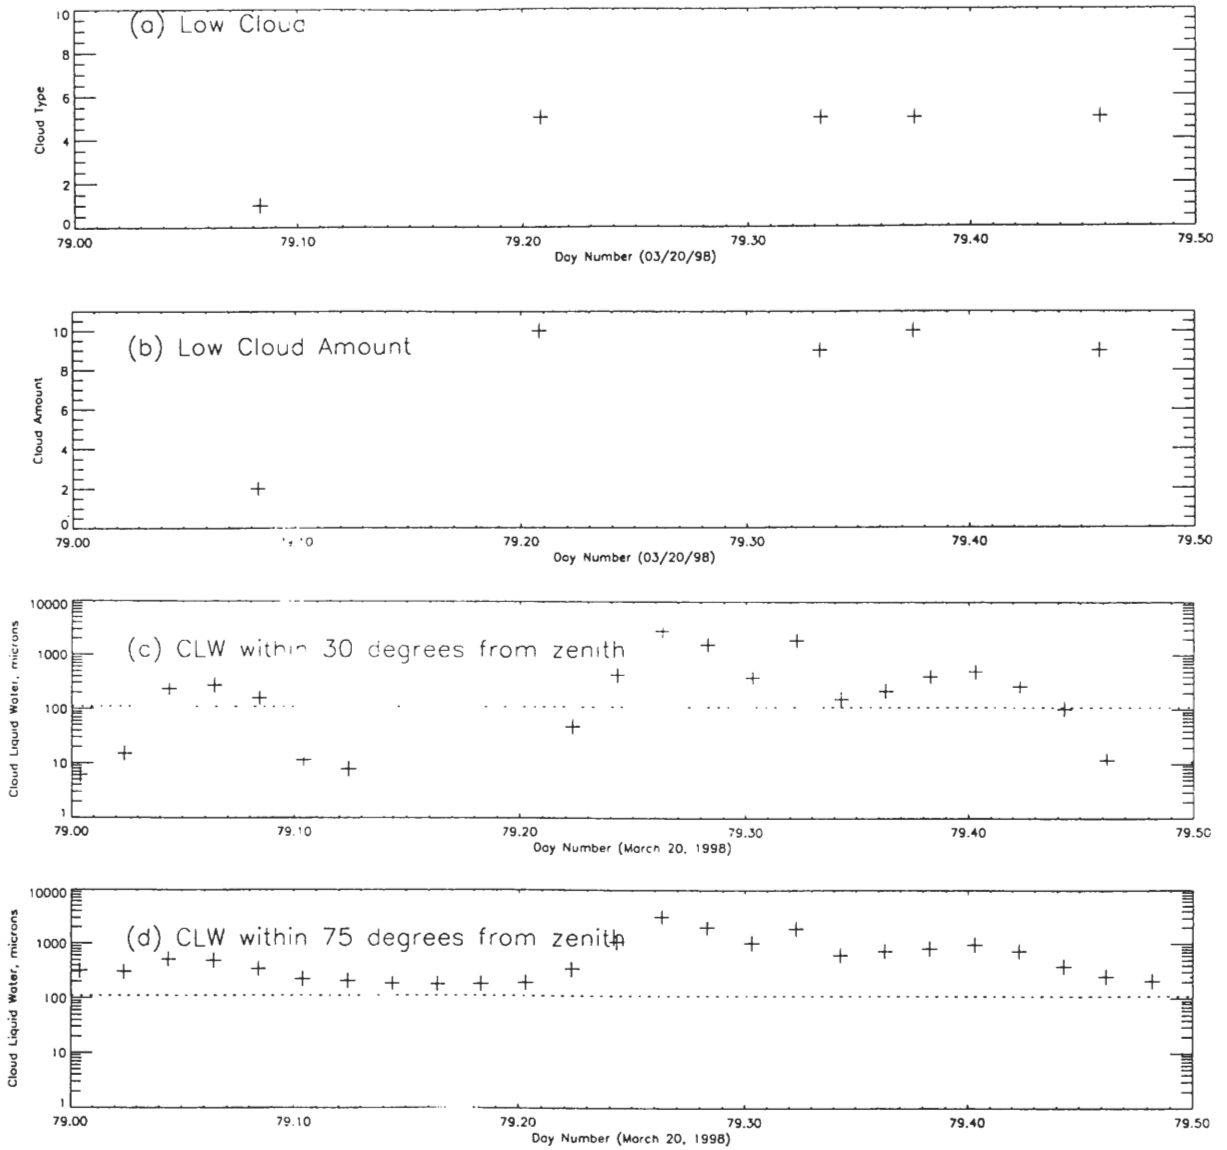 (a) Low Cloud
10
8
6
4
2
0
Cloud Type
79.00 79.10 79.20 79.30 79.40 79.50
Day Number (03/20/98)
(b) Low Cloud Amount
10
8
6
4
2
0
Cloud Amount
79.00 10 79.20 79.30 79.40 79.50
Day Number (03/20/98)
(c) CLW within 30 degrees from zenith
10000
1000
100
10
1
Cloud Liquid Water, microns
79.00 79.10 79.20 79.30 79.40 79.50
Day Number (March 20, 1998)
(d) CLW within 75 degrees from zenith
10000
1000
100
10
1
Cloud Liquid Water, microns
79.00 79.10 79.20 79.30 79.40 79.50
Day Number (March 20, 1998)